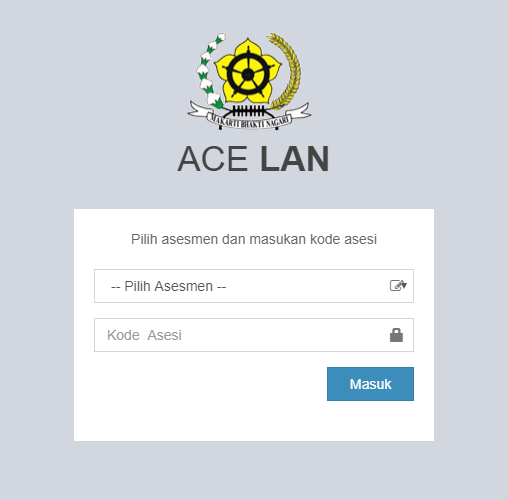 MAKARTI BHAKTI NAGARI
ACE LAN
Pilih asesmen dan masukan kode asesi
-- Pilih Asesmen --
Kode Asesi
Masuk